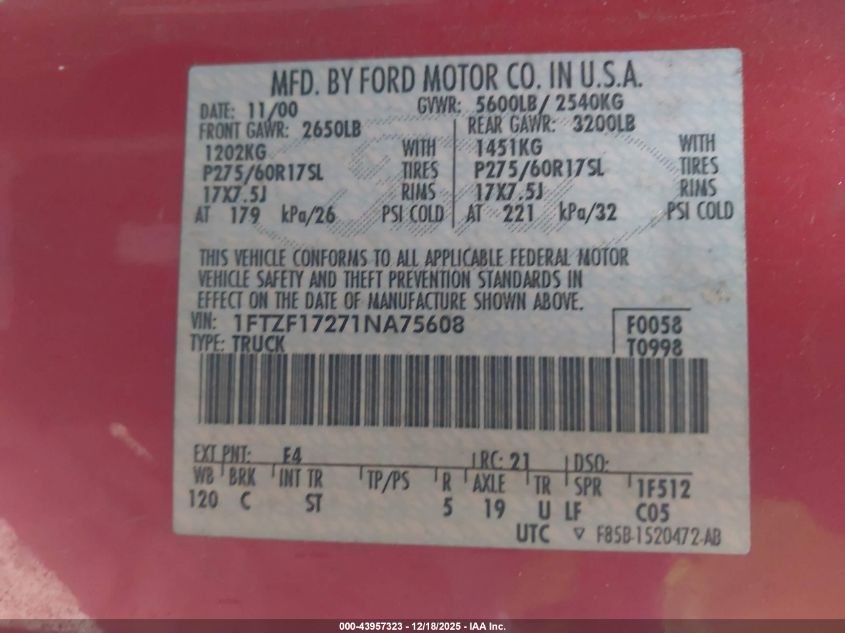 MFD. BY FORD MOTOR CO. IN U.S.A.
DATE: 11/00 GVWR: 5600LB/ 2540KG
FRONT GAWR: 2650LB REAR GAWR: 3200LB
1202KG WITH 1451KG WITH
P275/60R17SL TIRES P275/60R17SL TIRES
17X7.5J RIMS 17X7.5J RIMS
AT 179 kPa/26 PSI COLD AT 221 kPa/32 PSI COLD
THIS VEHICLE CONFORMS TO ALL APPLICABLE FEDERAL MOTOR
VEHICLE SAFETY AND THEFT PREVENTION STANDARDS IN
EFFECT ON THE DATE OF MANUFACTURE SHOWN ABOVE.
VIN: 1FTZF17271NA75608 F0058
TYPE: TRUCK T0998
EXT PNT: E4 RC: 21 DSO:
WB BRK INT TR TP/PS R AXLE TR SPR 1F512
120 C ST 5 19 U LF C05
UTC ▽ F85B-1520472-AB
000-43957323 - 12/18/2025 - IAA Inc.